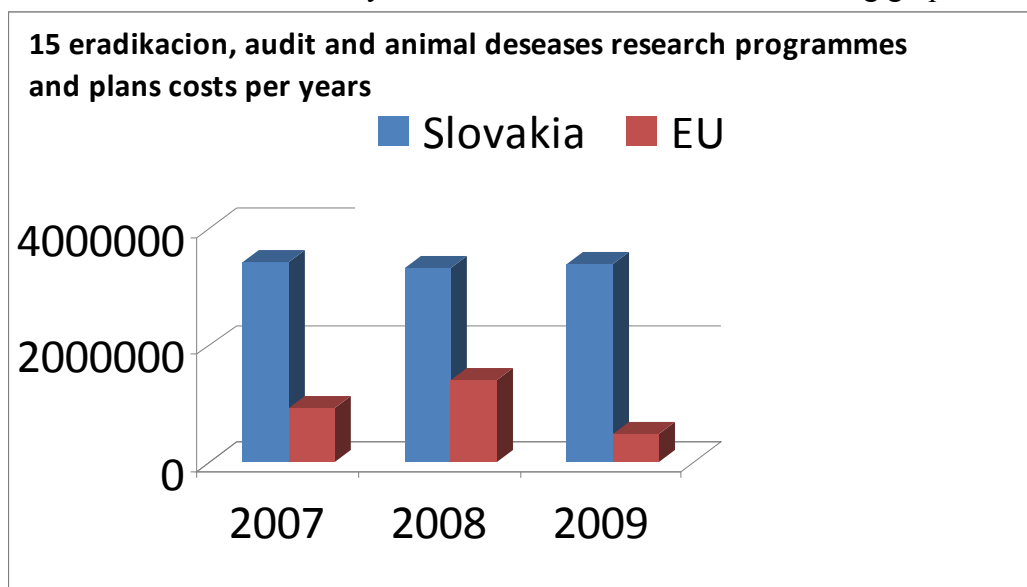 15 eradikacion, audit and animal deseases research programmes
and plans costs per years
Slovakia EU
4000000
2000000
0
2007 2008 2009